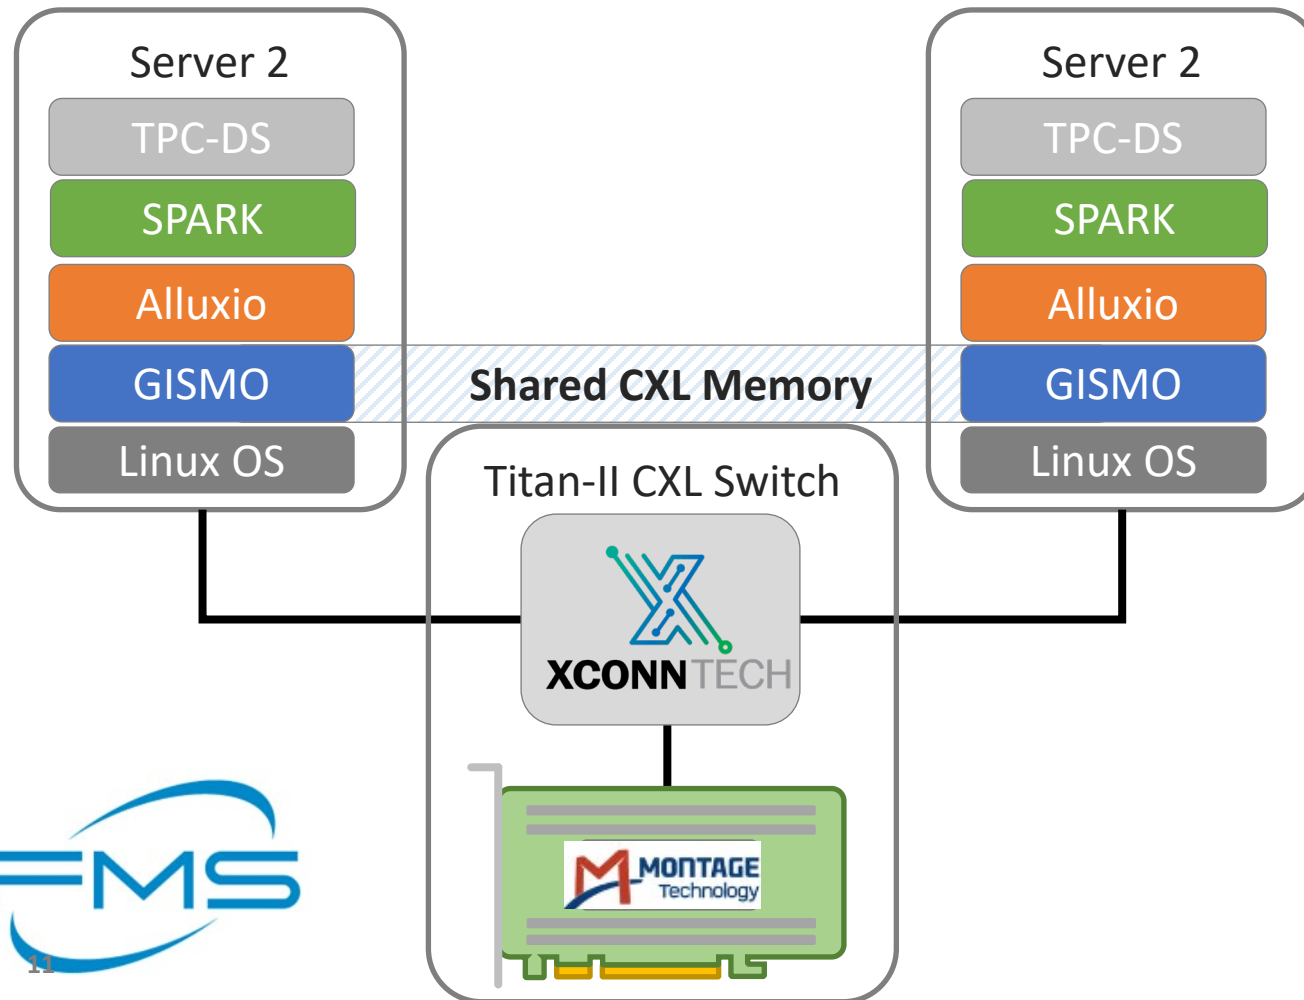 Server 2
TPC-DS
SPARK
Alluxio
GISMO
Linux OS
Server 2
TPC-DS
SPARK
Alluxio
GISMO
Linux OS
Shared CXL Memory
Titan-II CXL Switch
XCONNTECH
MONTAGE
Technology
FMS
11